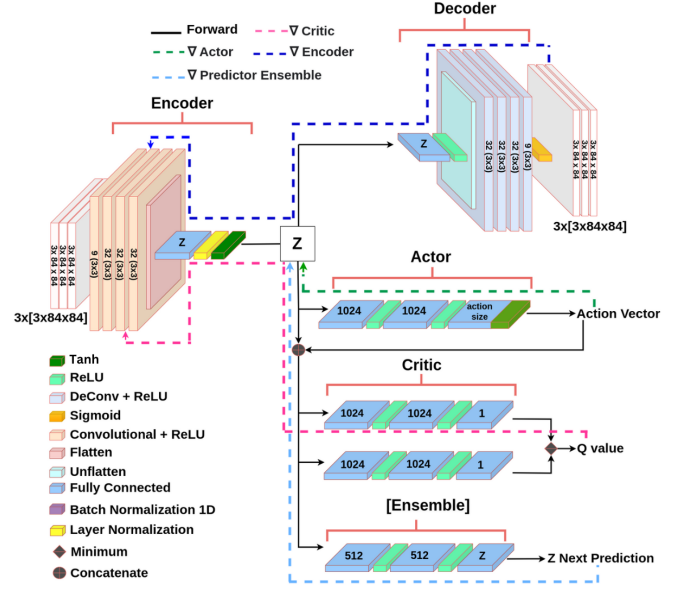 Forward
∇ Critic
∇ Actor
∇ Encoder
∇ Predictor Ensemble
Decoder
Encoder
3x 84 x 84
3x 84 x 84
3x 84 x 84
9 (3x3)
32 (3x3)
32 (3x3)
32 (3x3)
Z
3x[3x84x84]
Z
Z
32 (3x3)
32 (3x3)
32 (3x3)
9 (3x3)
3x 84 x 84
3x 84 x 84
3x 84 x 84
3x[3x84x84]
Actor
1024
1024
action
size
Action Vector
Critic
1024
1024
1
1024
1024
1
Q value
[Ensemble]
512
512
Z
Z Next Prediction
Tanh
ReLU
DeConv + ReLU
Sigmoid
Convolutional + ReLU
Flatten
Unflatten
Fully Connected
Batch Normalization 1D
Layer Normalization
Minimum
Concatenate